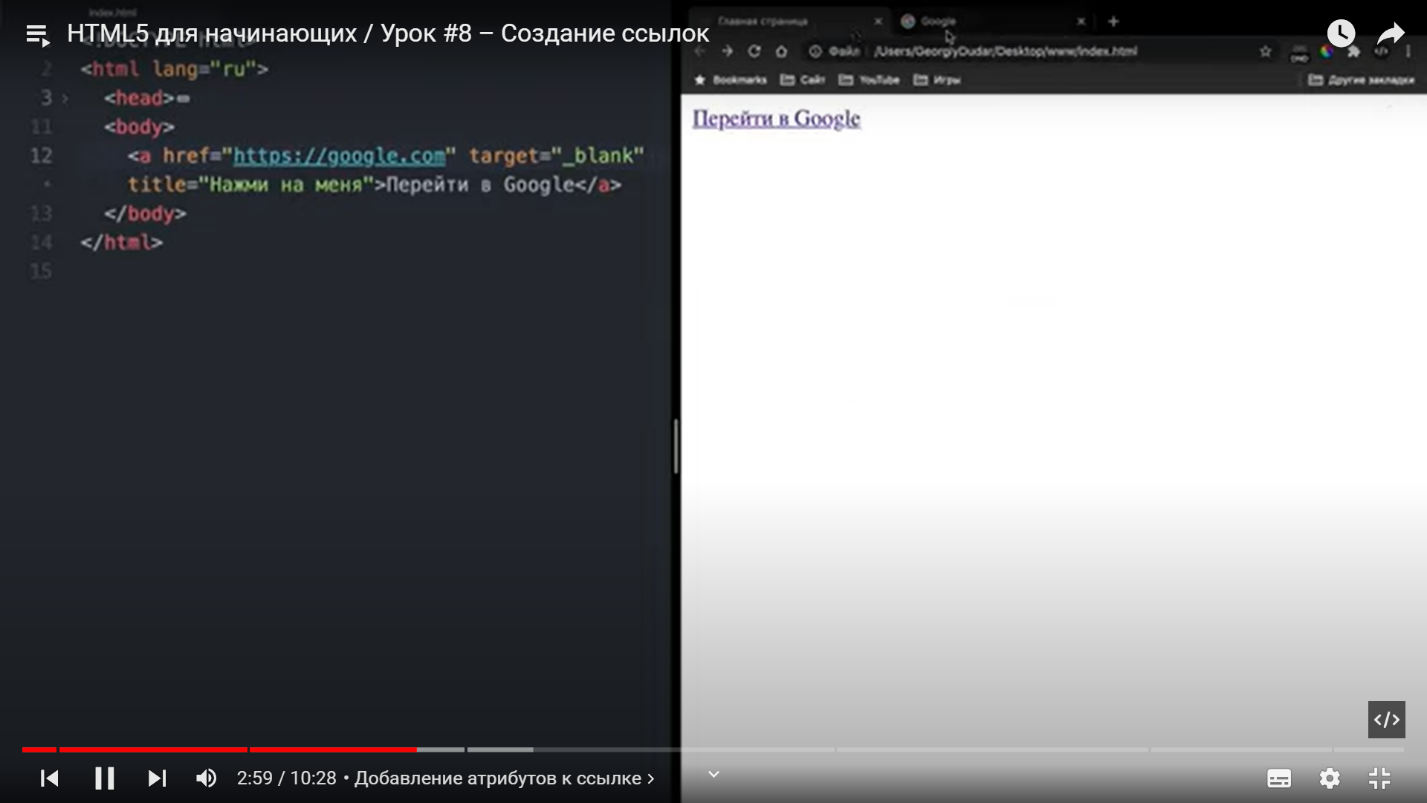 index.html
HTML5 для начинающих / Урок #8 – Создание ссылок
<!DOCTYPE html>
2 <html lang="ru">
3 <head>
11 <body>
12 <a href="https://google.com" target="_blank"
title="Нажми на меня">Перейти в Google</a>
13 </body>
14 </html>
15
Главная страница
Google
Файл /Users/GeorgiyDudar/Desktop/www/index.html
Bookmarks Сайт YouTube Игры Другие закладки
Перейти в Google
2:59 / 10:28 • Добавление атрибутов к ссылке